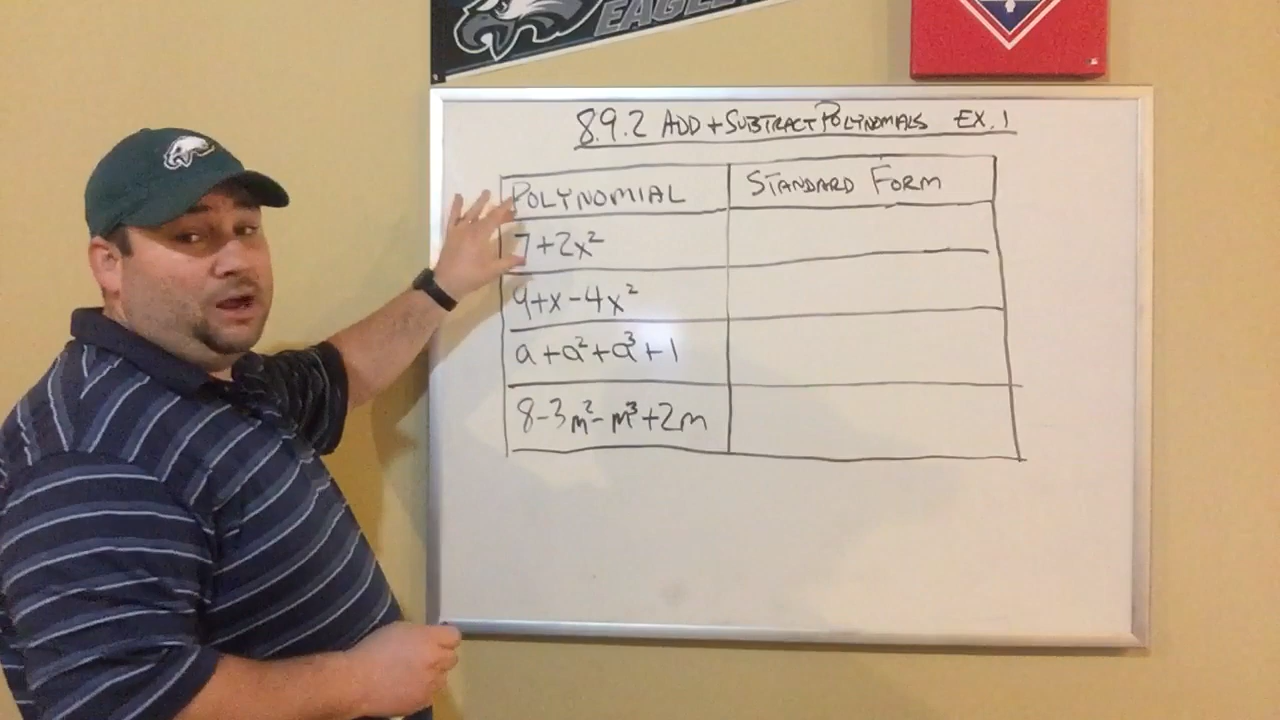 EAGLES
8.9.2 ADD + SUBTRACT POLYNOMIALS EX. 1
POLYNOMIAL STANDARD FORM
7+2x²
9+x-4x²
a+a²+a³+1
8-3m²-m³+2m